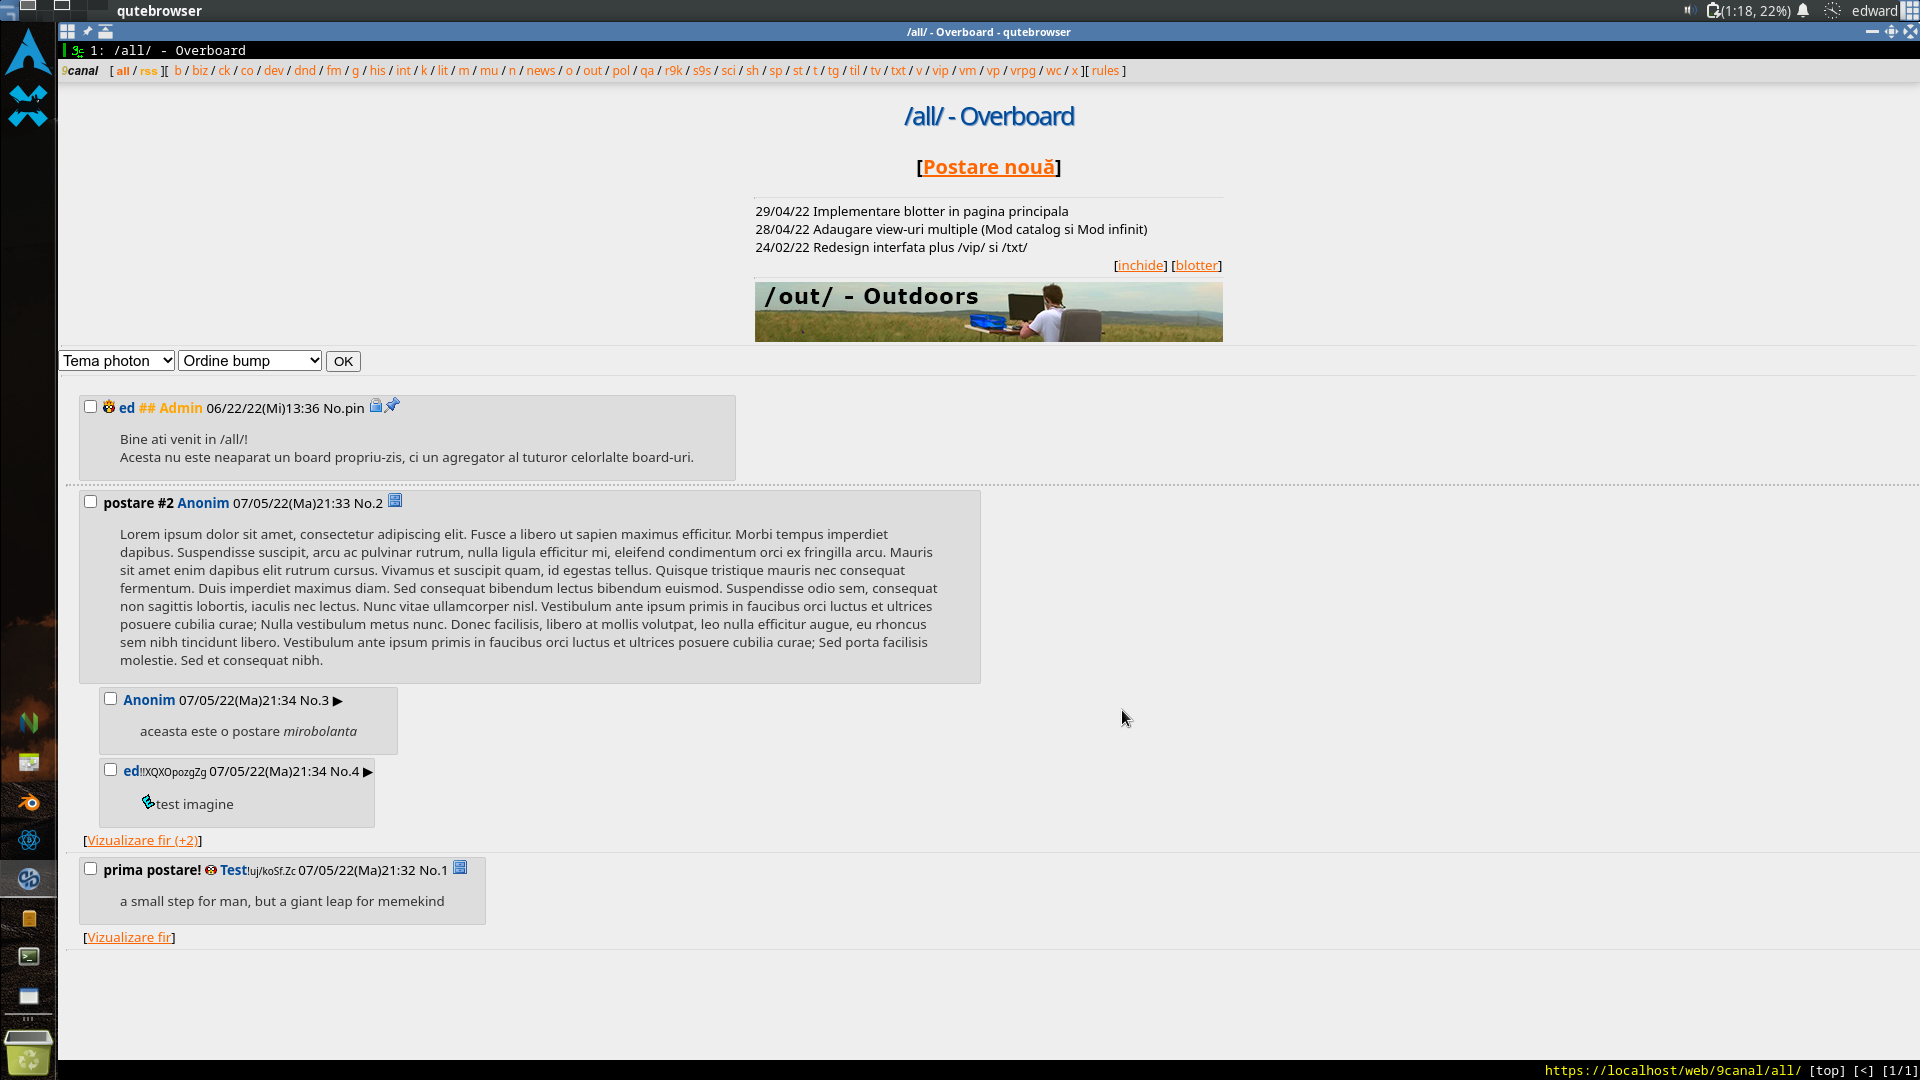 qutebrowser
(1:18, 22%)
edward
/all/ - Overboard - qutebrowser
1: /all/ - Overboard
9canal [ all / rss ][ b / biz / ck / co / dev / dnd / fm / g / his / int / k / lit / m / mu / n / news / o / out / pol / qa / r9k / s9s / sci / sh / sp / st / t / tg / til / tv / txt / v / vip / vm / vp / vrpg / wc / x ][ rules ]
/all/ - Overboard
[Postare nouă]
29/04/22 Implementare blotter in pagina principala
28/04/22 Adaugare view-uri multiple (Mod catalog si Mod infinit)
24/02/22 Redesign interfata plus /vip/ si /txt/
[inchide] [blotter]
/out/ - Outdoors
Tema photon Ordine bump OK
ed ## Admin 06/22/22(Mi)13:36 No.pin
Bine ati venit in /all/!
Acesta nu este neaparat un board propriu-zis, ci un agregator al tuturor celorlalte board-uri.
postare #2 Anonim 07/05/22(Ma)21:33 No.2
Lorem ipsum dolor sit amet, consectetur adipiscing elit. Fusce a libero ut sapien maximus efficitur. Morbi tempus imperdiet
dapibus. Suspendisse suscipit, arcu ac pulvinar rutrum, nulla ligula efficitur mi, eleifend condimentum orci ex fringilla arcu. Mauris
sit amet enim dapibus elit rutrum cursus. Vivamus et suscipit quam, id egestas tellus. Quisque tristique mauris nec consequat
fermentum. Duis imperdiet maximus diam. Sed consequat bibendum lectus bibendum euismod. Suspendisse odio sem, consequat
non sagittis lobortis, iaculis nec lectus. Nunc vitae ullamcorper nisl. Vestibulum ante ipsum primis in faucibus orci luctus et ultrices
posuere cubilia curae; Nulla vestibulum metus nunc. Donec facilisis, libero at mollis volutpat, leo nulla efficitur augue, eu rhoncus
sem nibh tincidunt libero. Vestibulum ante ipsum primis in faucibus orci luctus et ultrices posuere cubilia curae; Sed porta facilisis
molestie. Sed et consequat nibh.
Anonim 07/05/22(Ma)21:34 No.3 ▶
aceasta este o postare mirobolanta
ed!!XQXOpozgZg 07/05/22(Ma)21:34 No.4 ▶
test imagine
[Vizualizare fir (+2)]
prima postare! Test!uj/koSf.Zc 07/05/22(Ma)21:32 No.1
a small step for man, but a giant leap for memekind
[Vizualizare fir]
https://localhost/web/9canal/all/ [top] [<] [1/1]